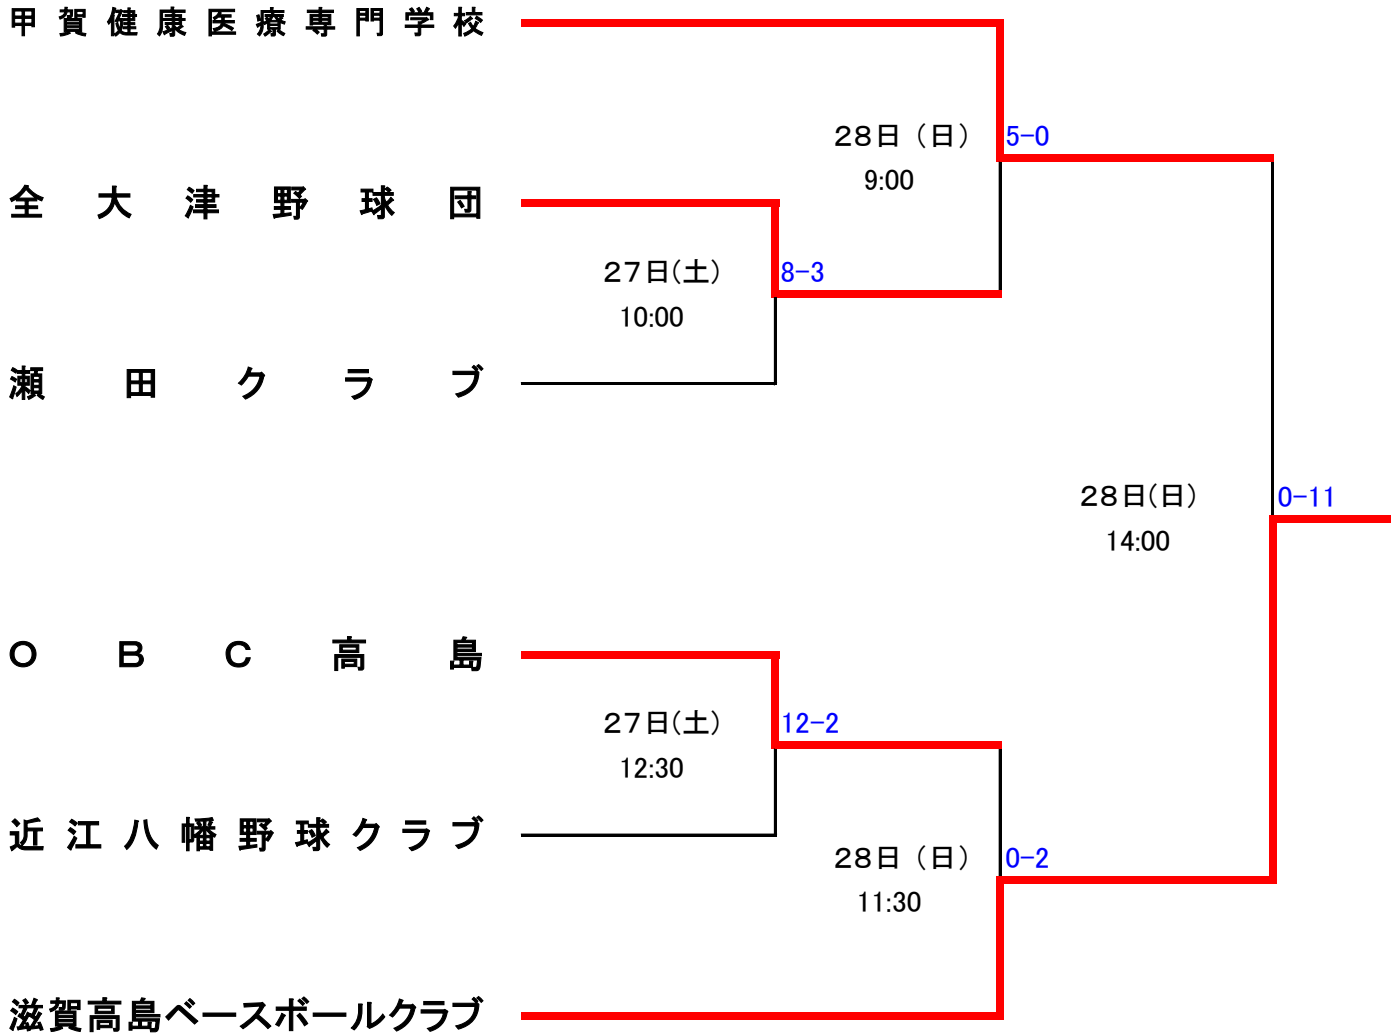 甲賀健康医療専門学校
28日（日）
5-0
9:00
全大津野球団
27日(土)
8-3
10:00
瀬田クラブ
28日(日)
0-11
14:00
ＯＢＣ高島
27日(土)
12-2
12:30
近江八幡野球クラブ
28日（日）
0-2
11:30
滋賀高島ベースボールクラブ